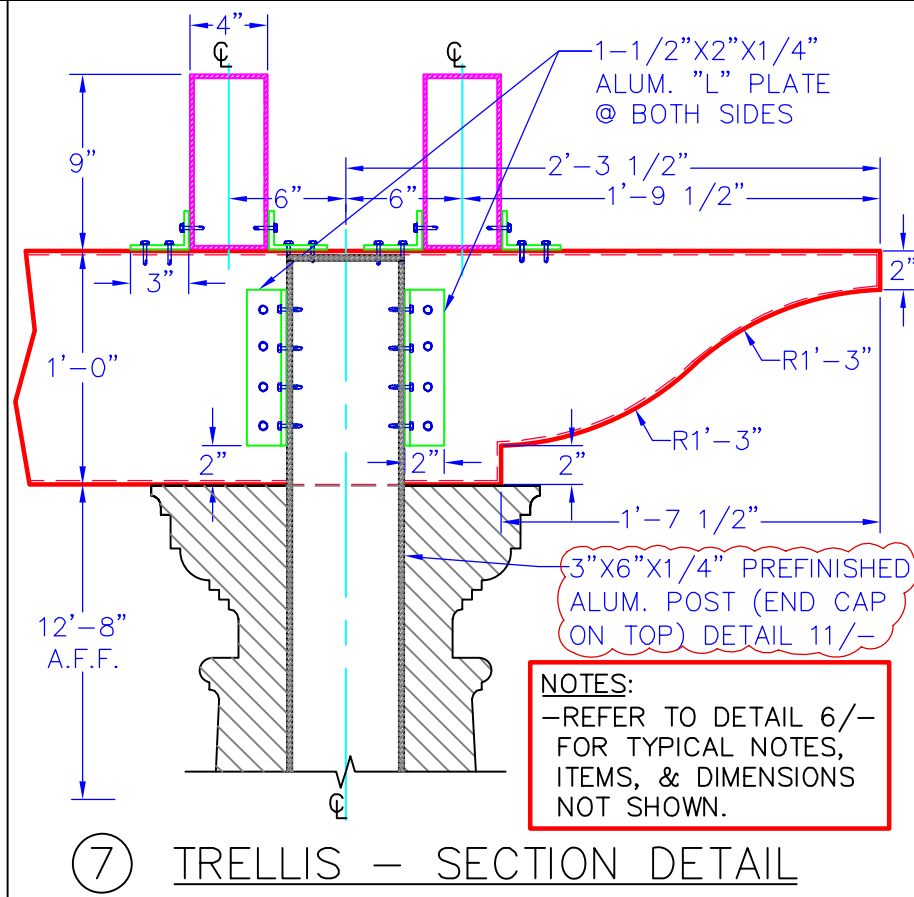 4"
℄
℄
1-1/2"X2"X1/4"
ALUM. "L" PLATE
@ BOTH SIDES
9"
2'-3 1/2"
6"
6"
1'-9 1/2"
3"
2"
1'-0"
R1'-3"
R1'-3"
2"
2"
2"
1'-7 1/2"
3"X6"X1/4" PREFINISHED
ALUM. POST (END CAP
ON TOP) DETAIL 11/-
12'-8"
A.F.F.
NOTES:
-REFER TO DETAIL 6/-
FOR TYPICAL NOTES,
ITEMS, & DIMENSIONS
NOT SHOWN.
℄
7 TRELLIS - SECTION DETAIL